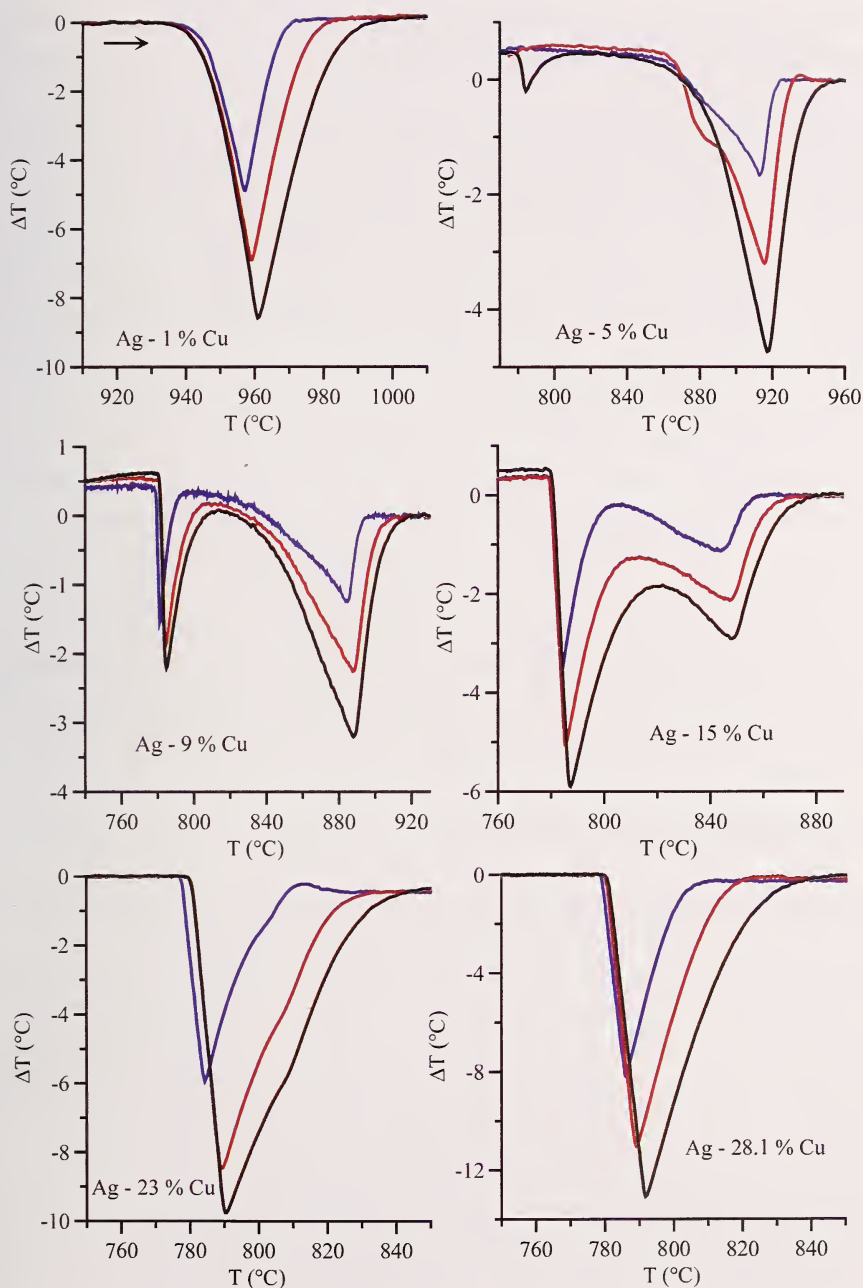 0
-2
-4
-6
-8
-10
ΔT (°C)
Ag - 1 % Cu
920 940 960 980 1000
T (°C)
0
-2
-4
ΔT (°C)
Ag - 5 % Cu
800 840 880 920 960
T (°C)
1
0
-1
-2
-3
-4
ΔT (°C)
Ag - 9 % Cu
760 800 840 880 920
T (°C)
0
-2
-4
-6
ΔT (°C)
Ag - 15 % Cu
760 800 840 880
T (°C)
0
-2
-4
-6
-8
-10
ΔT (°C)
Ag - 23 % Cu
760 780 800 820 840
T (°C)
0
-4
-8
-12
ΔT (°C)
Ag - 28.1 % Cu
760 780 800 820 840
T (°C)